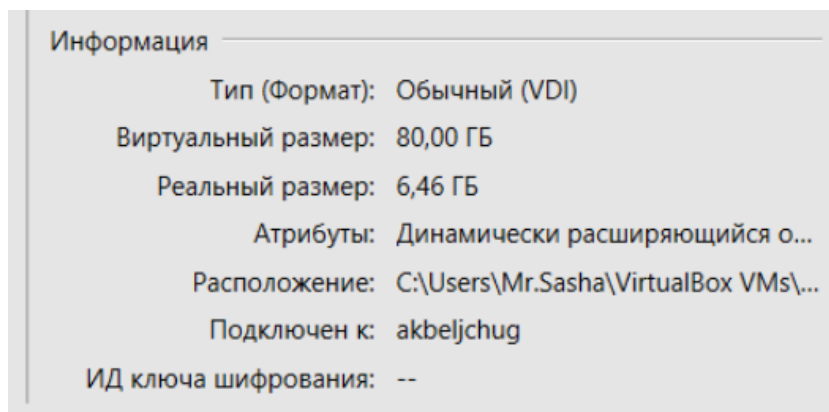 Информация
Тип (Формат): Обычный (VDI)
Виртуальный размер: 80,00 ГБ
Реальный размер: 6,46 ГБ
Атрибуты: Динамически расширяющийся о...
Расположение: C:\Users\Mr.Sasha\VirtualBox VMs\...
Подключен к: akbeljchug
ИД ключа шифрования: --